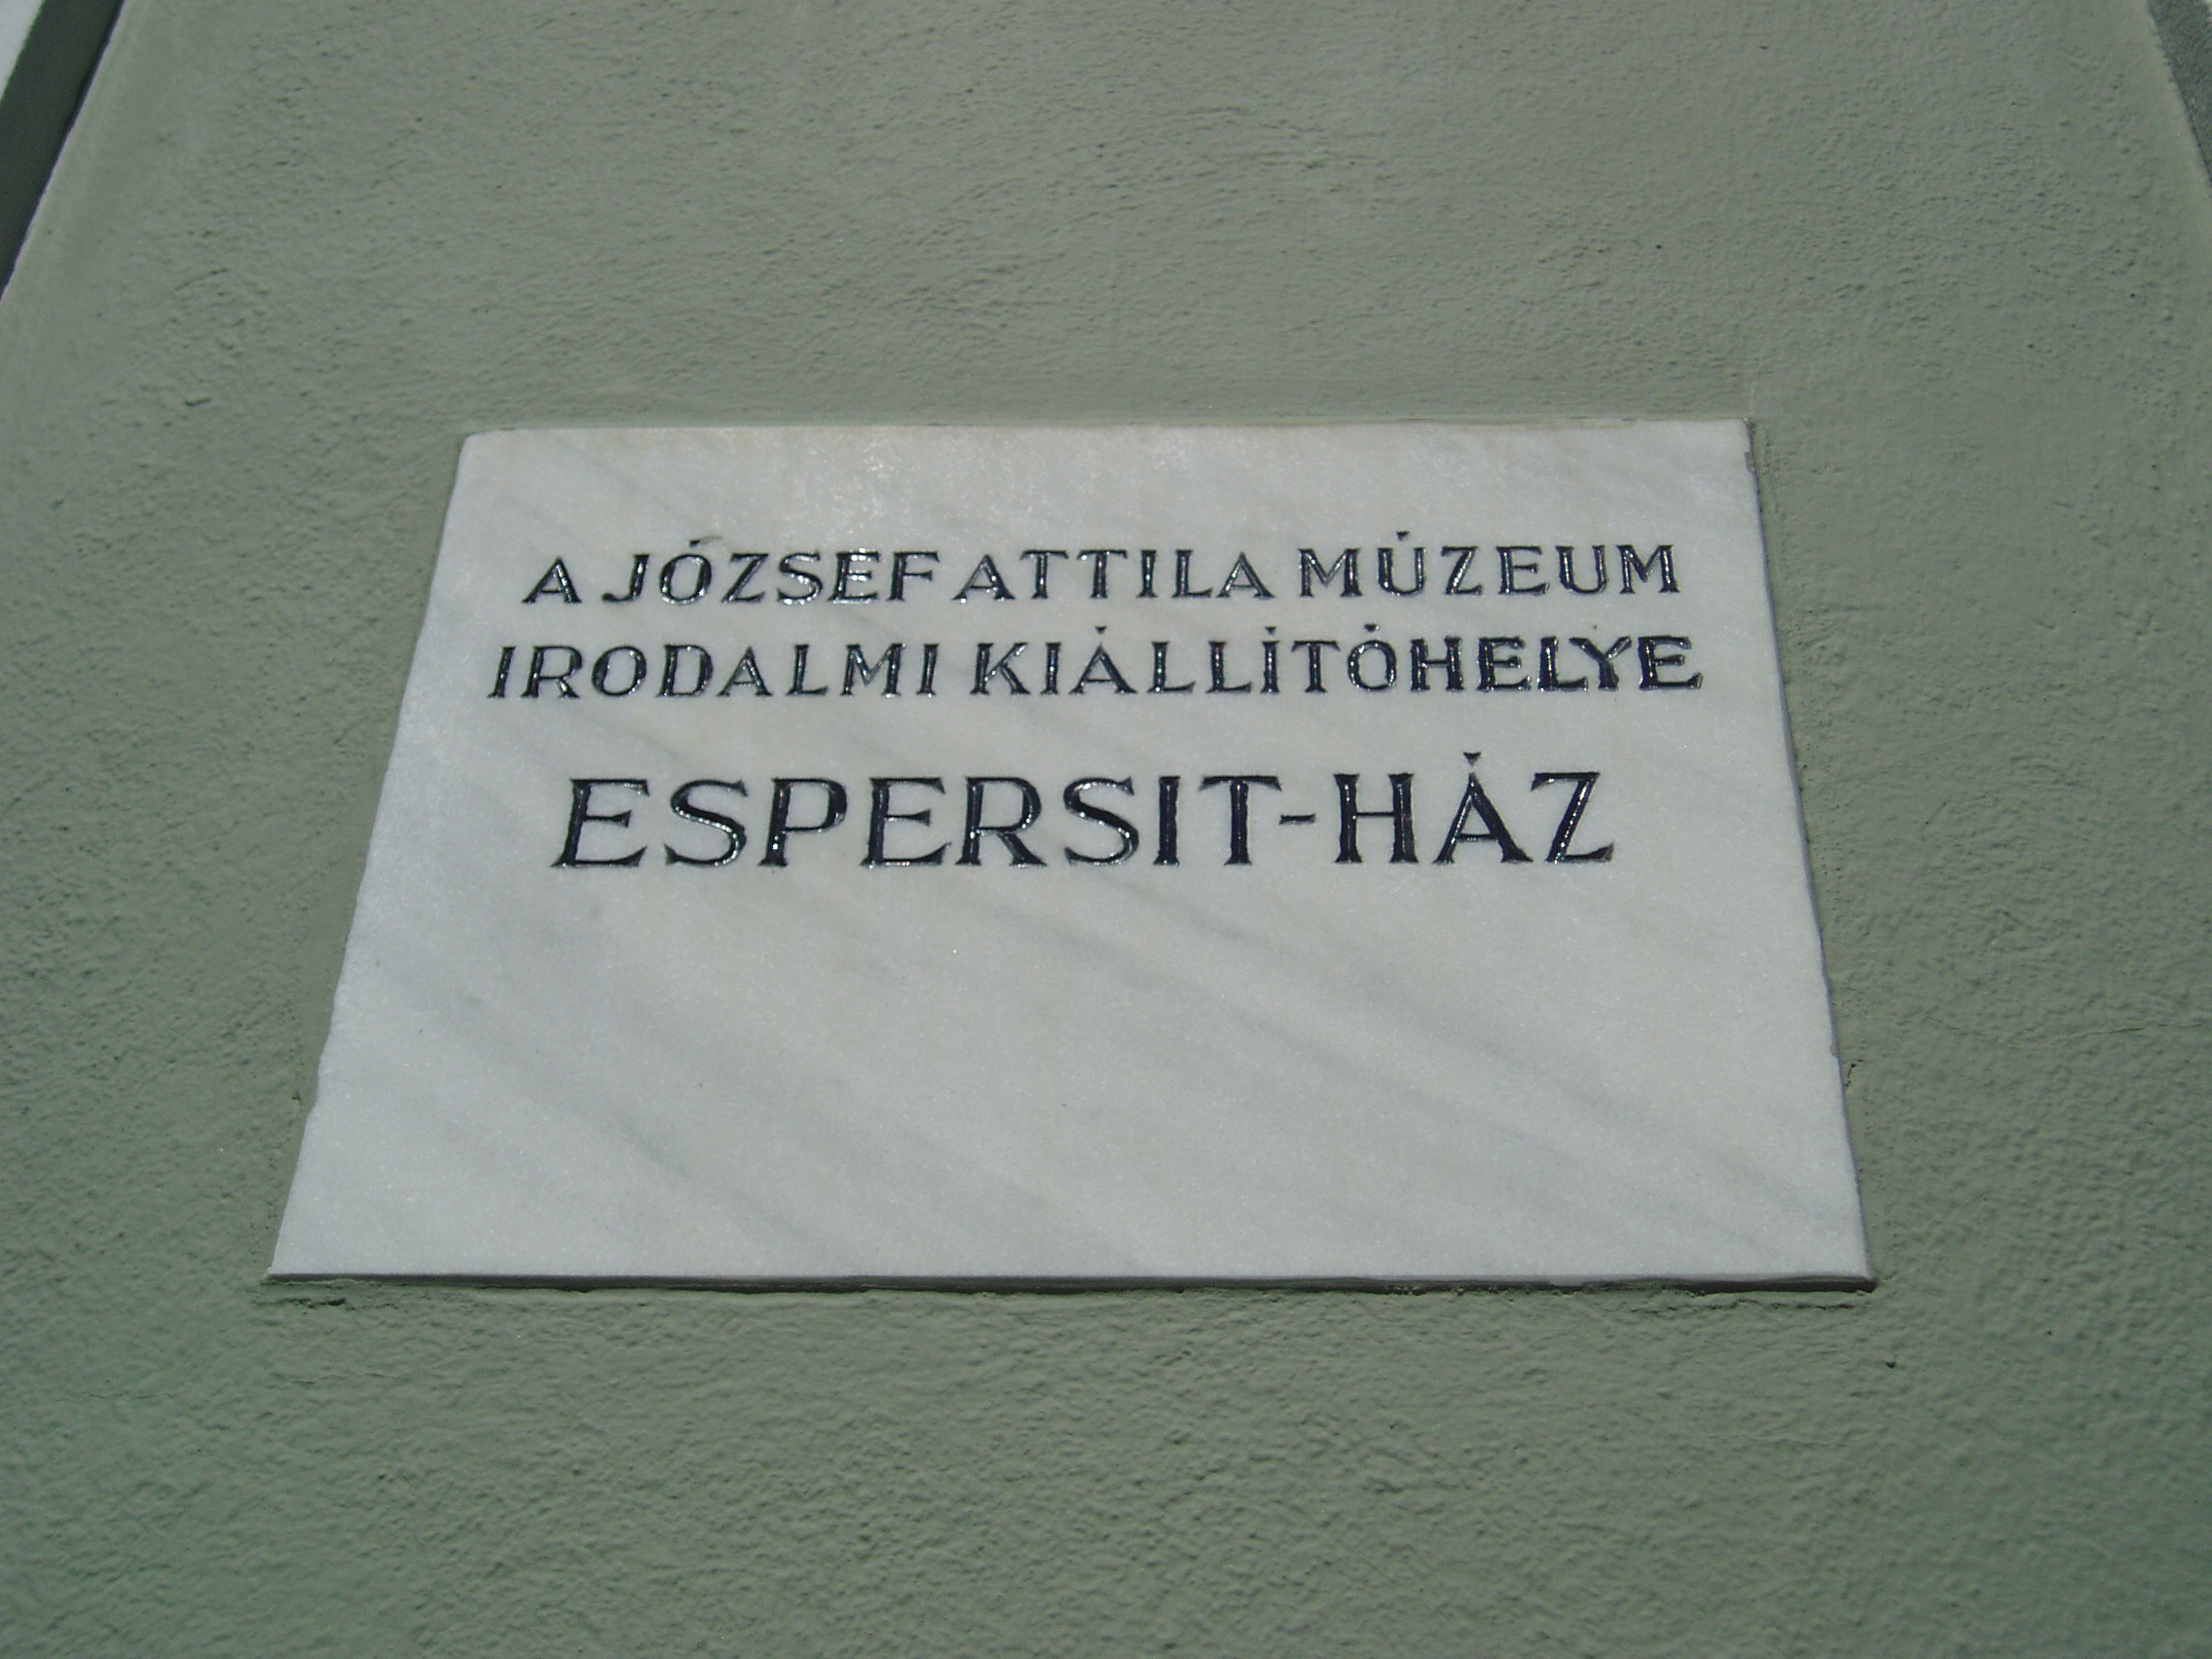 A JÓZSEF ATTILA MÚZEUM
IRODALMI KIÁLLÍTÓHELYE
ESPERSIT-HÁZ